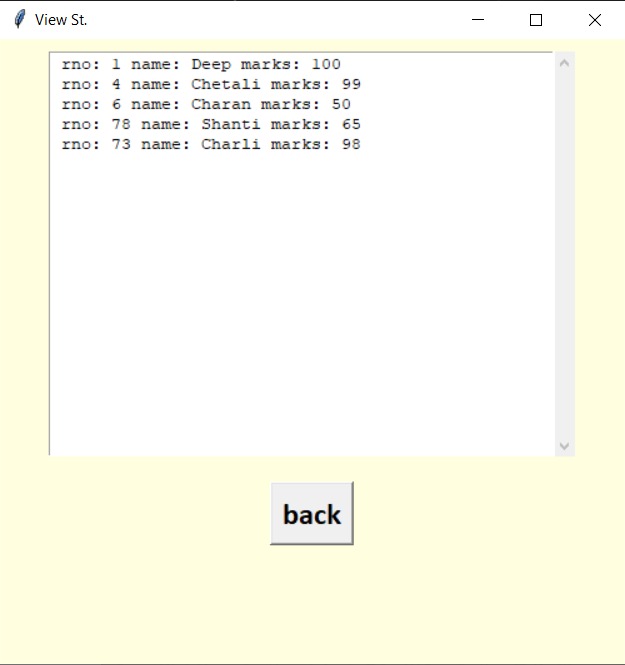 View St.
rno: 1 name: Deep marks: 100
rno: 4 name: Chetali marks: 99
rno: 6 name: Charan marks: 50
rno: 78 name: Shanti marks: 65
rno: 73 name: Charli marks: 98
back